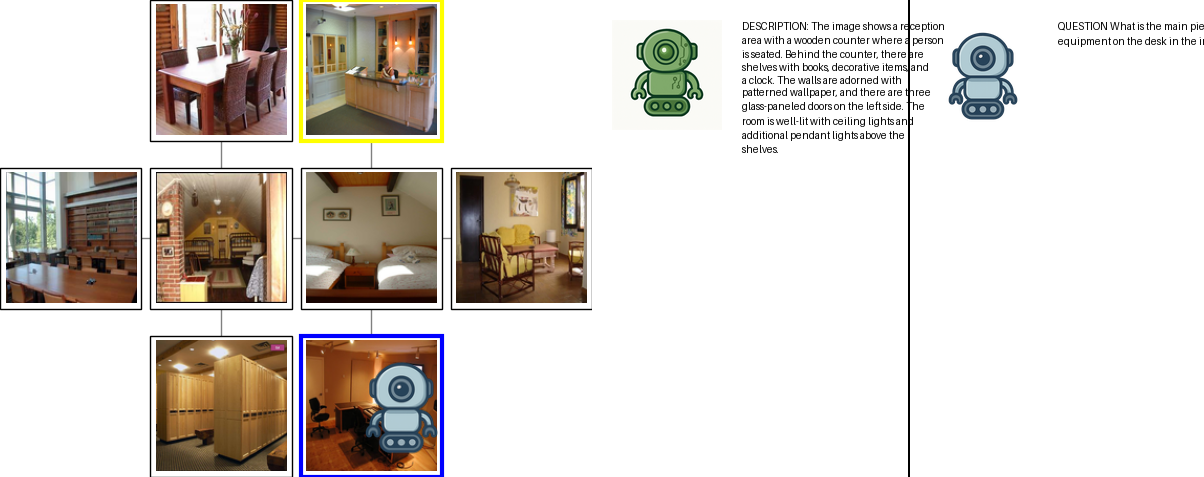 DESCRIPTION: The image shows a reception
area with a wooden counter where a person
is seated. Behind the counter, there are
shelves with books, decorative items, and
a clock. The walls are adorned with
patterned wallpaper, and there are three
glass-paneled doors on the left side. The
room is well-lit with ceiling lights and
additional pendant lights above the
shelves.
QUESTION What is the main pie
equipment on the desk in the i